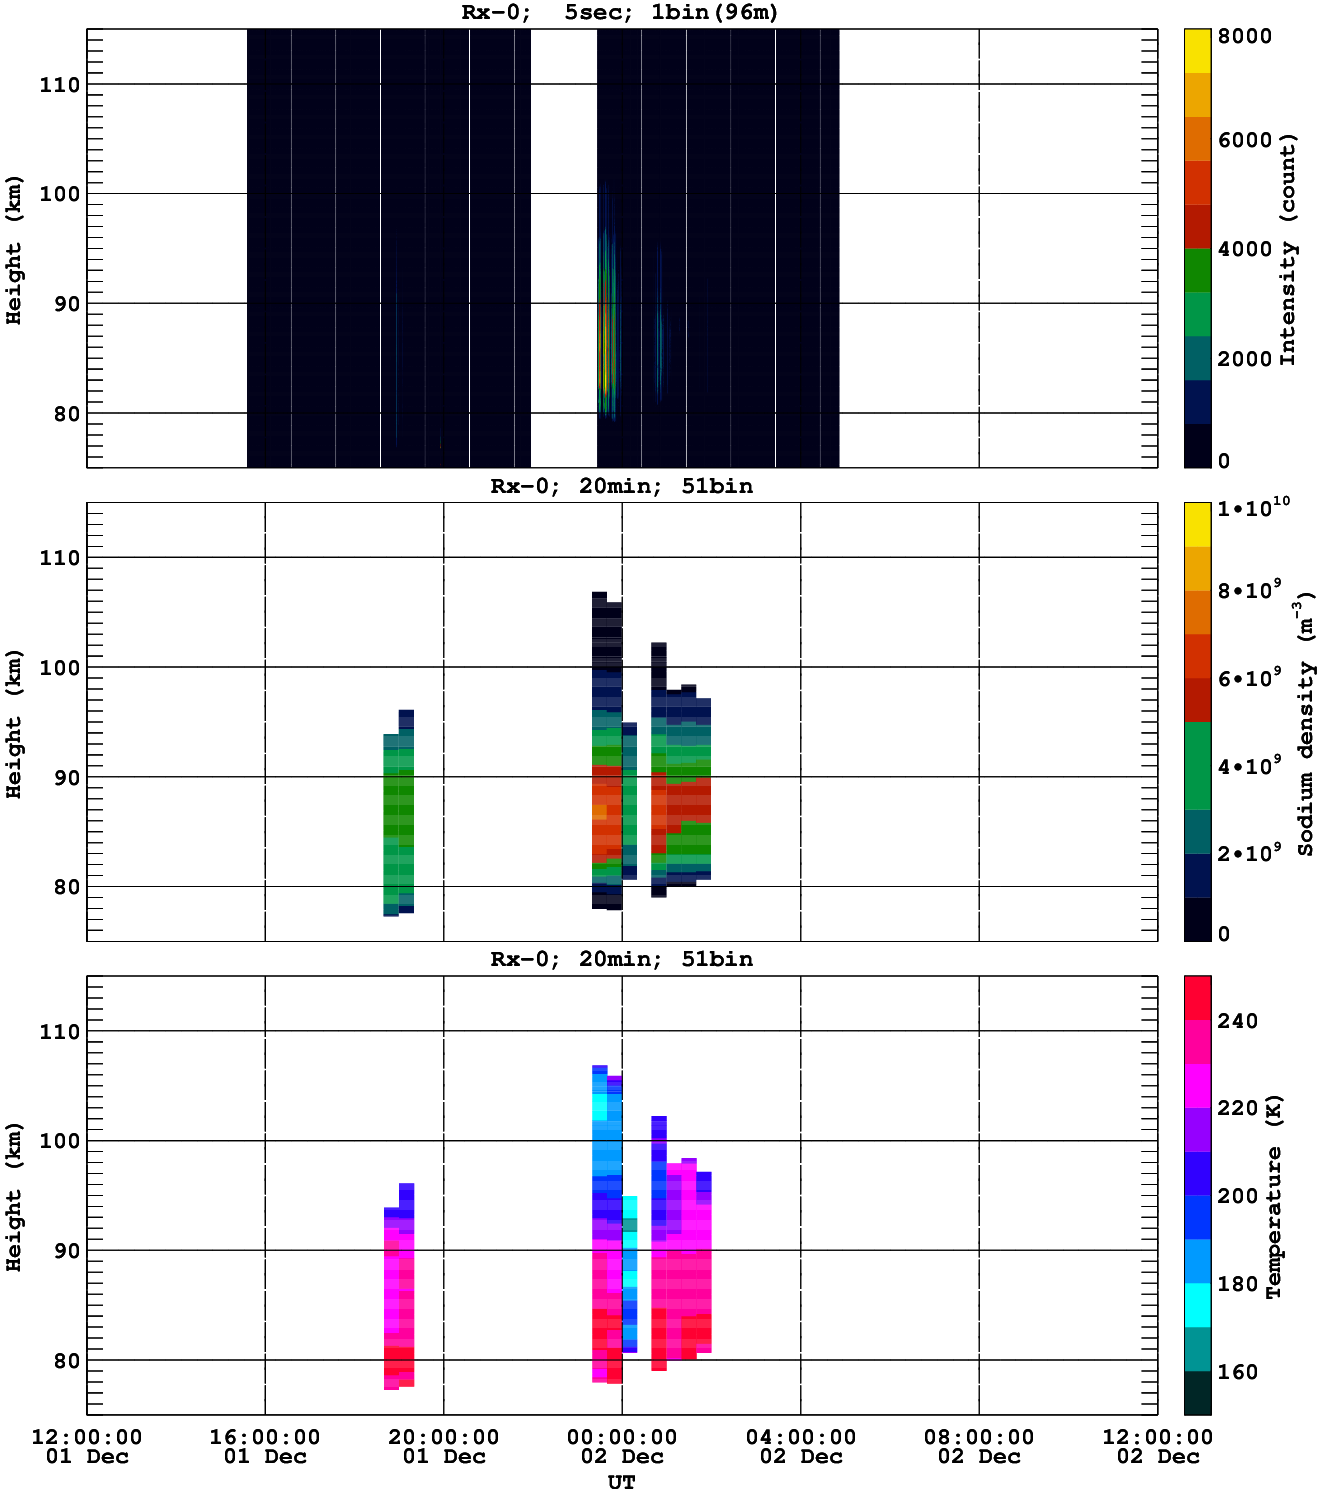 Rx-0;  5sec; 1bin(96m)
110
100
90
80
Height (km)
8000
6000
4000
2000
0
Intensity (count)
Rx-0; 20min; 51bin
110
100
90
80
Height (km)
1•10¹⁰
8•10⁹
6•10⁹
4•10⁹
2•10⁹
0
Sodium density (m⁻³)
Rx-0; 20min; 51bin
110
100
90
80
Height (km)
240
220
200
180
160
Temperature (K)
12:00:00 16:00:00 20:00:00 00:00:00 04:00:00 08:00:00 12:00:00
01 Dec 01 Dec 01 Dec 02 Dec 02 Dec 02 Dec 02 Dec
UT